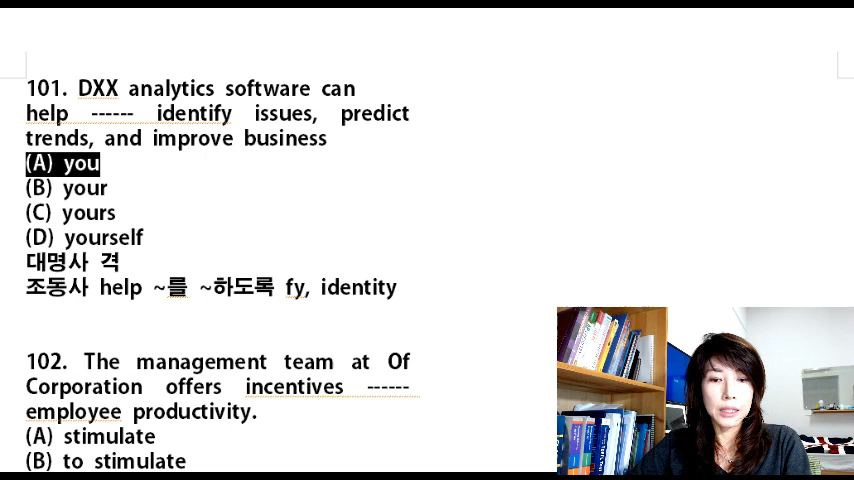 101. DXX analytics software can
help ------ identify issues, predict
trends, and improve business
(A) you
(B) your
(C) yours
(D) yourself
대명사 격
조동사 help ~를 ~하도록 fy, identity
102. The management team at Of
Corporation offers incentives ------
employee productivity.
(A) stimulate
(B) to stimulate